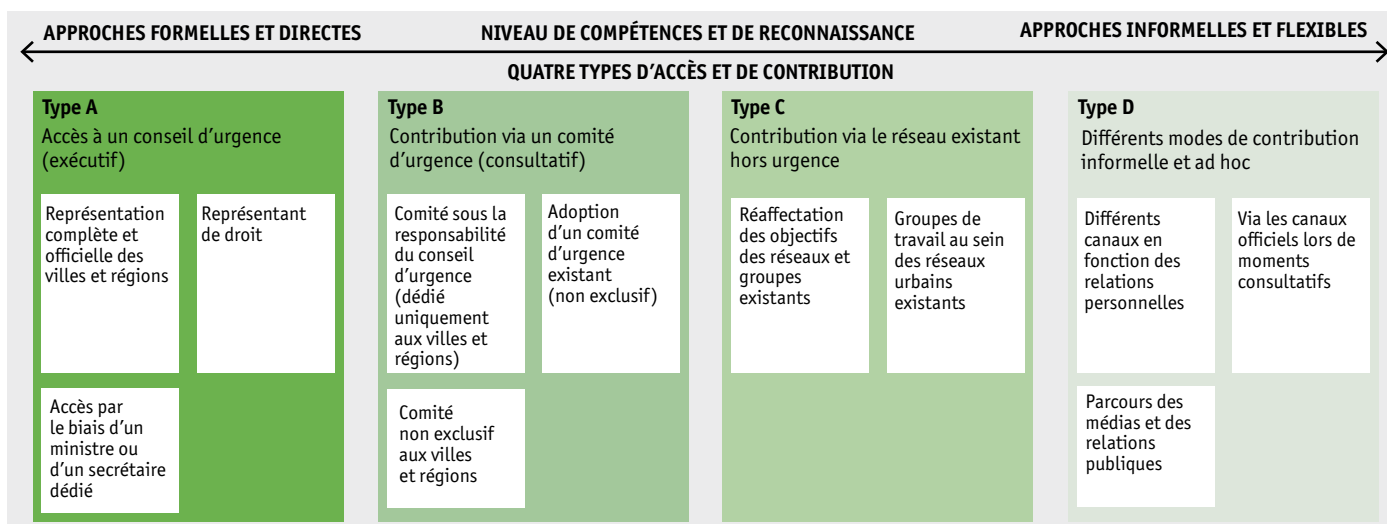 APPROCHES FORMELLES ET DIRECTES
NIVEAU DE COMPÉTENCES ET DE RECONNAISSANCE
APPROCHES INFORMELLES ET FLEXIBLES
QUATRE TYPES D'ACCÈS ET DE CONTRIBUTION
Type A
Accès à un conseil d'urgence
(exécutif)
Représentation
complète et
officielle des
villes et régions
Représentant
de droit
Accès par
le biais d'un
ministre ou
d'un secrétaire
dédié
Type B
Contribution via un comité
d'urgence (consultatif)
Comité sous la
responsabilité
du conseil
d'urgence
(dédié
uniquement
aux villes et
régions)
Adoption
d'un comité
d'urgence
existant
(non exclusif)
Comité
non exclusif
aux villes
et régions
Type C
Contribution via le réseau existant
hors urgence
Réaffectation
des objectifs
des réseaux et
groupes
existants
Groupes de
travail au sein
des réseaux
urbains
existants
Type D
Différents modes de contribution
informelle et ad hoc
Différents
canaux en
fonction des
relations
personnelles
Via les canaux
officiels lors de
moments
consultatifs
Parcours des
médias et des
relations
publiques